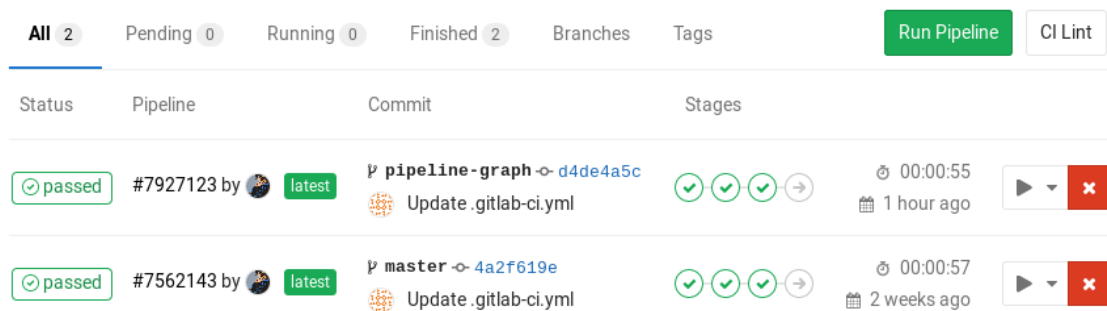 All 2 Pending 0 Running 0 Finished 2 Branches Tags Run Pipeline CI Lint
Status Pipeline Commit Stages
passed #7927123 by latest pipeline-graph d4de4a5c 00:00:55
Update .gitlab-ci.yml 1 hour ago
passed #7562143 by latest master 4a2f619e 00:00:57
Update .gitlab-ci.yml 2 weeks ago